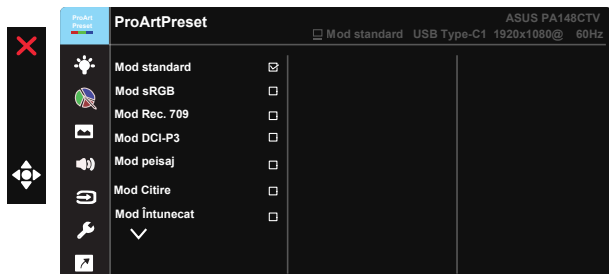 ProArt
Preset
ProArtPreset
ASUS PA148CTV
Mod standard USB Type-C1 1920x1080@ 60Hz
Mod standard
Mod sRGB
Mod Rec. 709
Mod DCI-P3
Mod peisaj
Mod Citire
Mod Întunecat